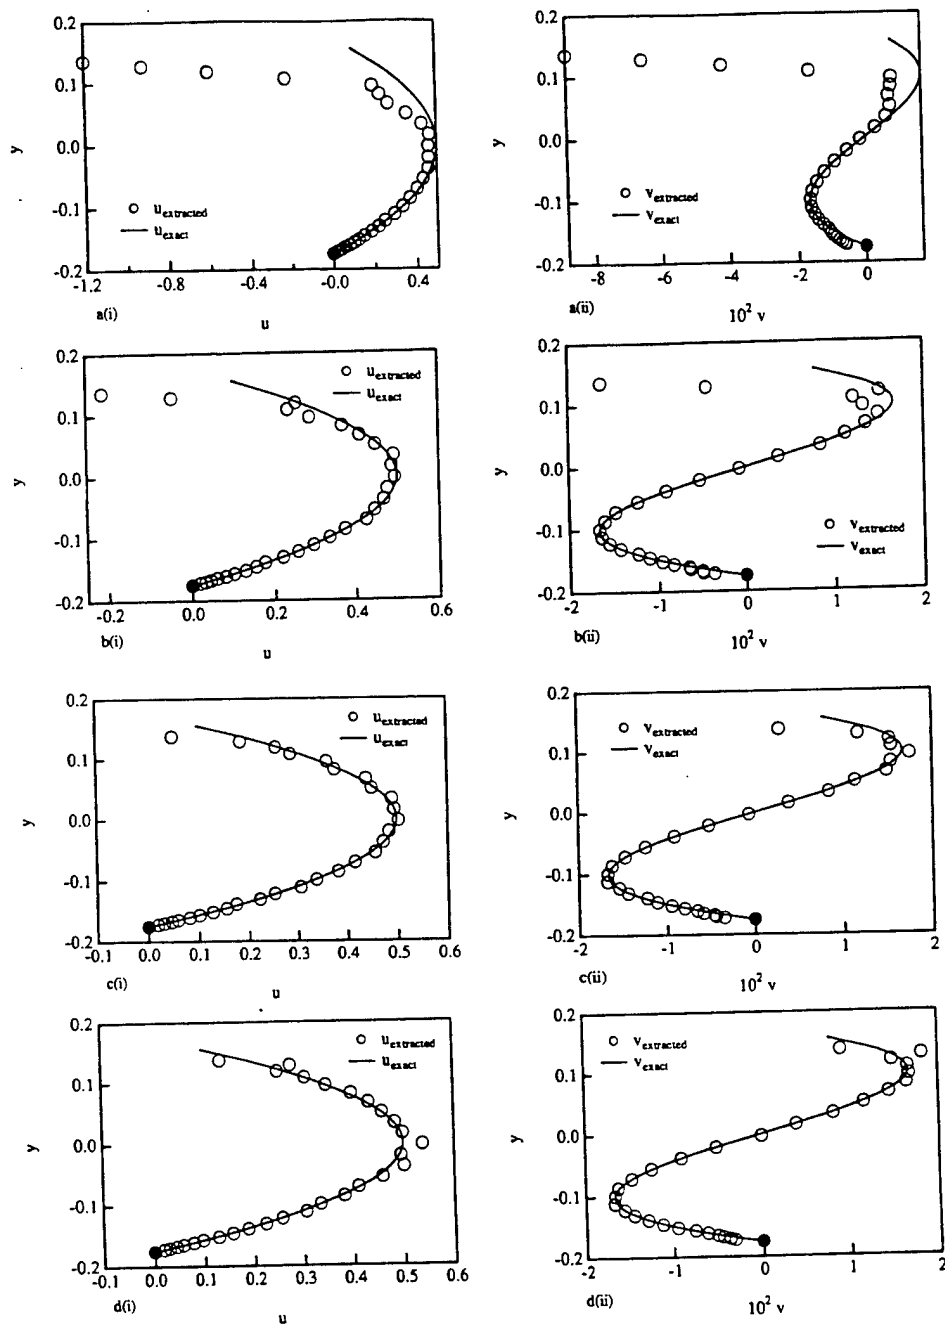 0.2
0.1
0.0
-0.1
-0.2
y
-1.2
-0.8
-0.4
-0.0
0.4
u_extracted
u_exact
a(i)
u
0.2
0.1
0.0
-0.1
-0.2
y
-8
-6
-4
-2
0
v_extracted
v_exact
a(ii)
10² v
0.2
0.1
0.0
-0.1
-0.2
y
-0.2
0.0
0.2
0.4
0.6
u_extracted
u_exact
b(i)
u
0.2
0.1
0.0
-0.1
-0.2
y
-2
-1
0
1
2
v_extracted
v_exact
b(ii)
10² v
0.2
0.1
0.0
-0.1
-0.2
y
-0.1
0.0
0.1
0.2
0.3
0.4
0.5
0.6
u_extracted
u_exact
c(i)
u
0.2
0.1
0.0
-0.1
-0.2
y
-2
-1
0
1
2
v_extracted
v_exact
c(ii)
10² v
0.2
0.1
0.0
-0.1
-0.2
y
-0.1
0.0
0.1
0.2
0.3
0.4
0.5
0.6
u_extracted
u_exact
d(i)
u
0.2
0.1
0.0
-0.1
-0.2
y
-2
-1
0
1
2
v_extracted
v_exact
d(ii)
10² v